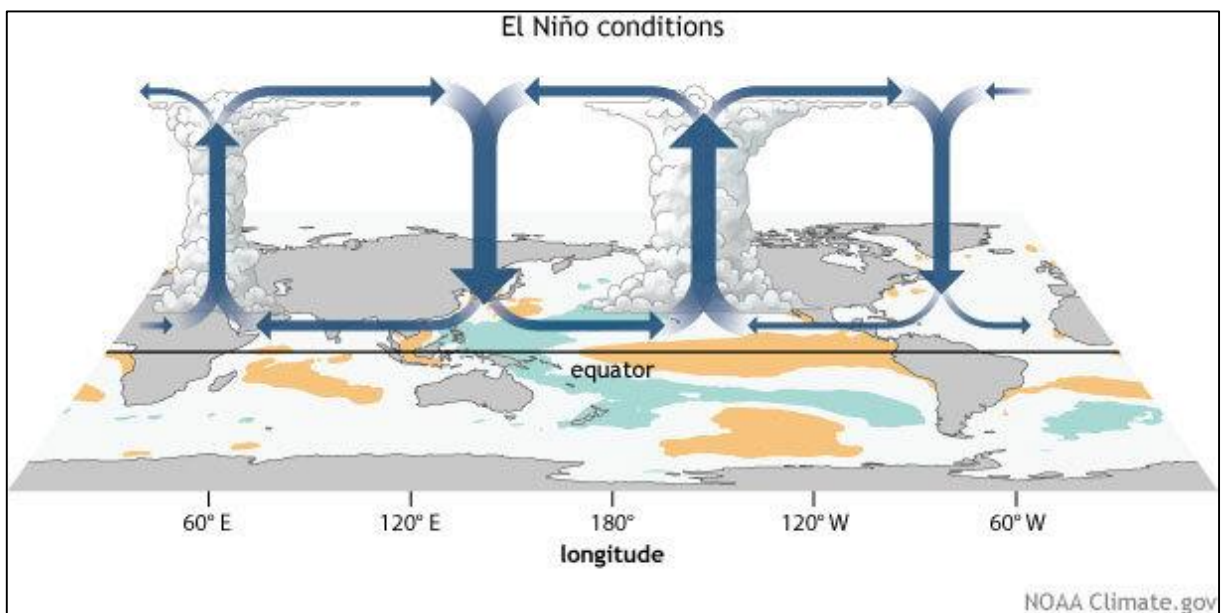 El Niño conditions
equator
60° E 120° E 180° 120° W 60° W
longitude
NOAA Climate.gov